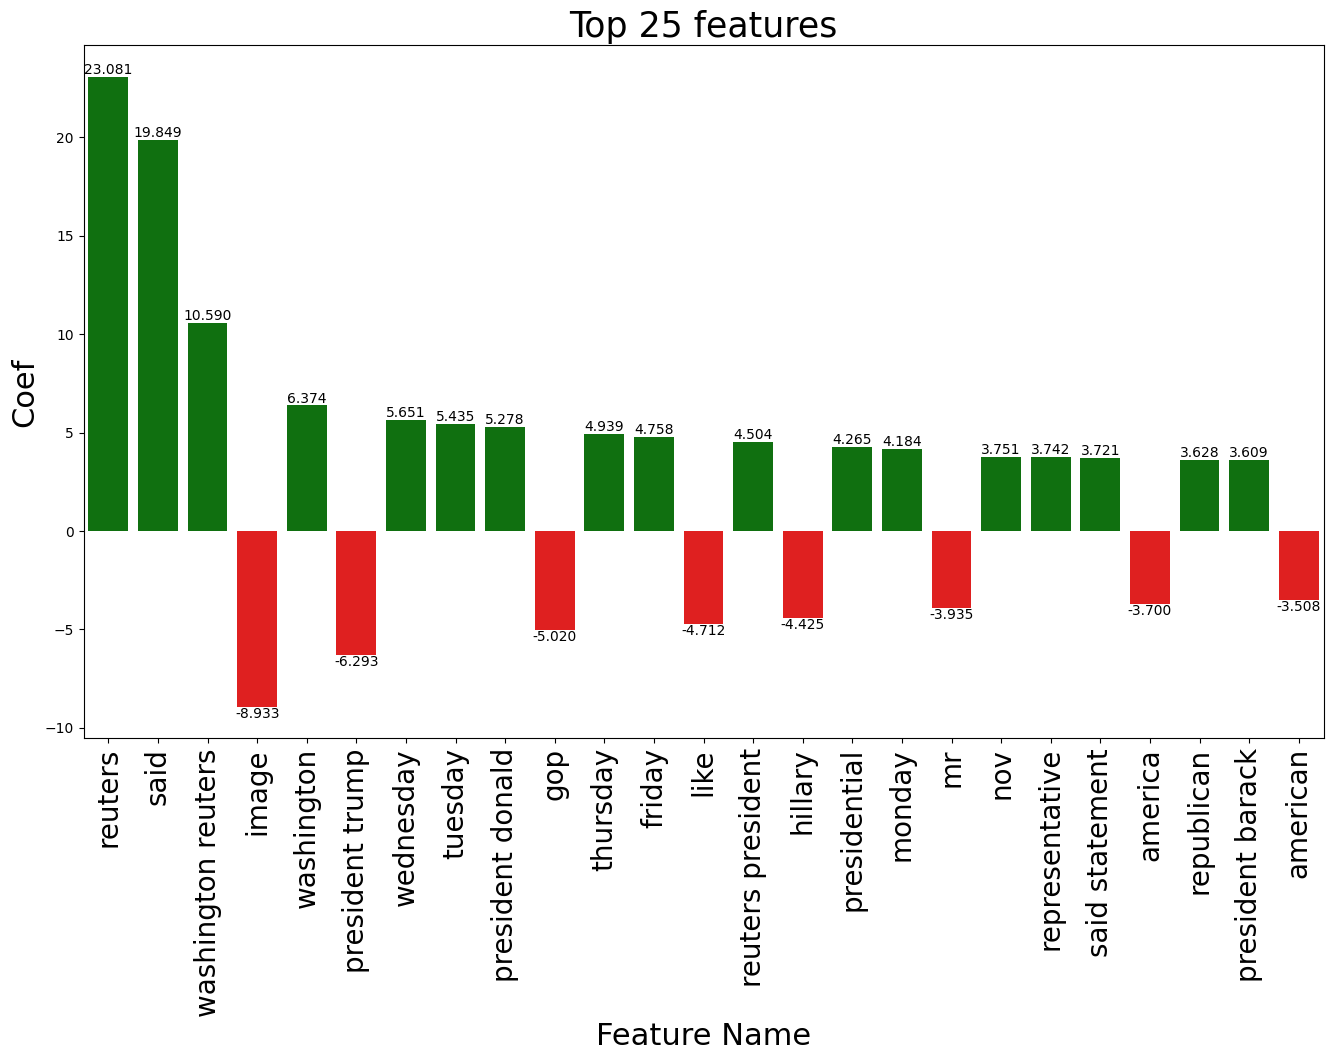 Top 25 features
Coef
20
15
10
5
0
−5
−10
23.081
19.849
10.590
-8.933
6.374
-6.293
5.651
5.435
5.278
-5.020
4.939
4.758
-4.712
4.504
-4.425
4.265
4.184
-3.935
3.751
3.742
3.721
-3.700
3.628
3.609
-3.508
reuters
said
washington reuters
image
washington
president trump
wednesday
tuesday
president donald
gop
thursday
friday
like
reuters president
hillary
presidential
monday
mr
nov
representative
said statement
america
republican
president barack
american
Feature Name